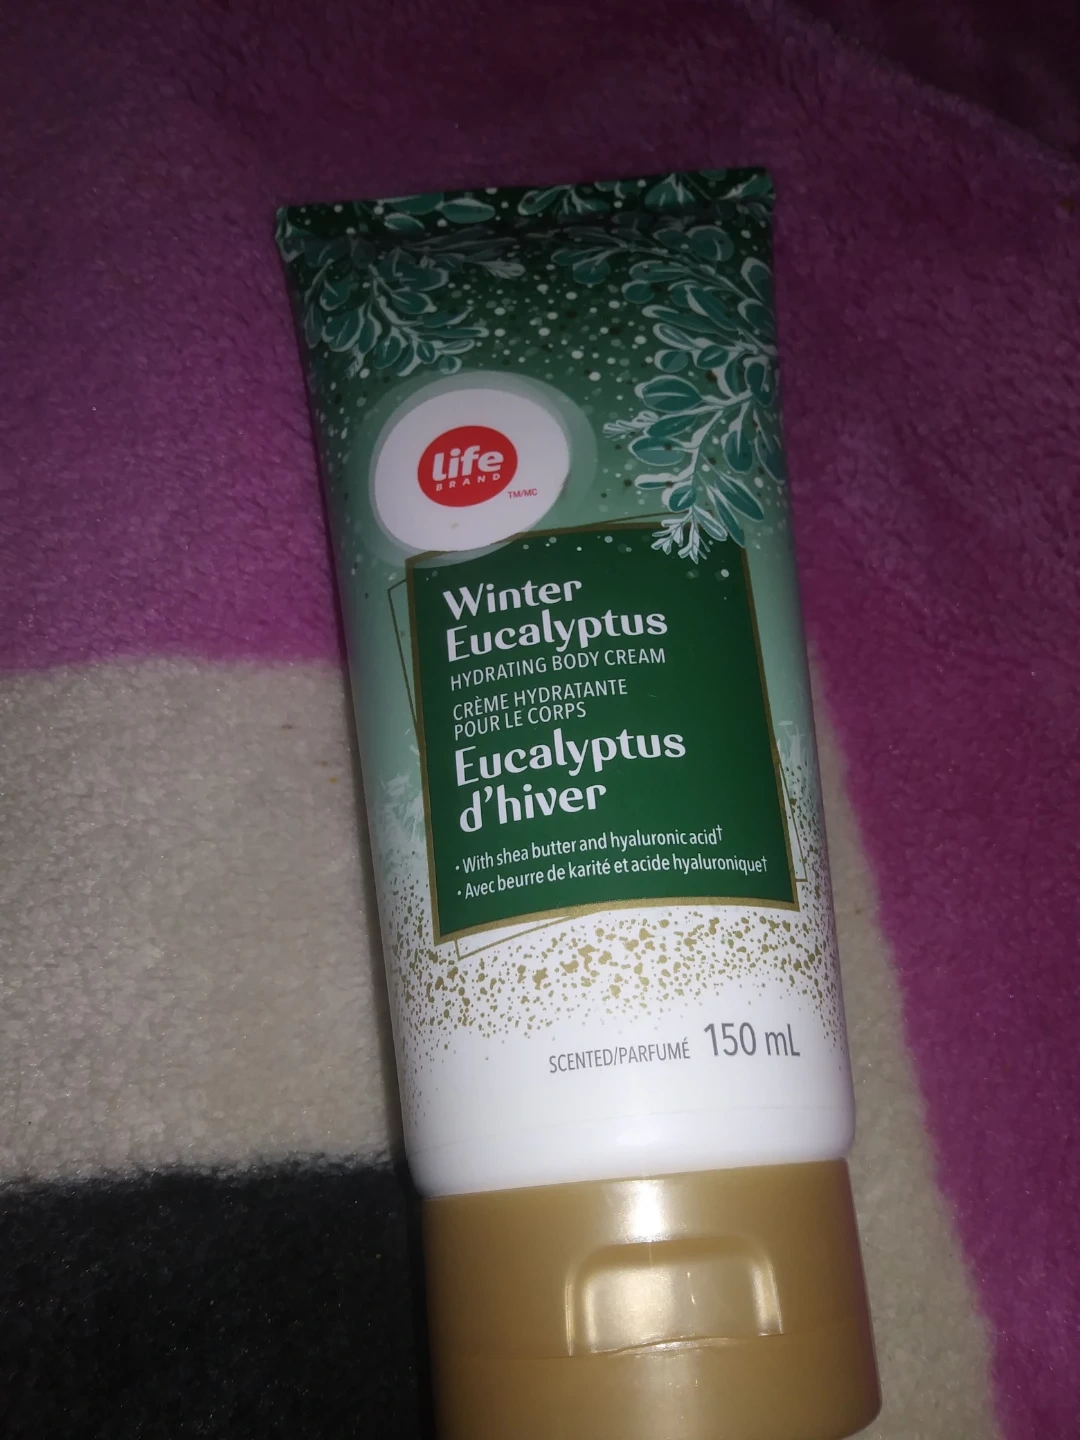 life
BRAND
TM/MC
Winter
Eucalyptus
HYDRATING BODY CREAM
CRÈME HYDRATANTE
POUR LE CORPS
Eucalyptus
d'hiver
• With shea butter and hyaluronic acid†
• Avec beurre de karité et acide hyaluronique†
SCENTED/PARFUMÉ 150 mL